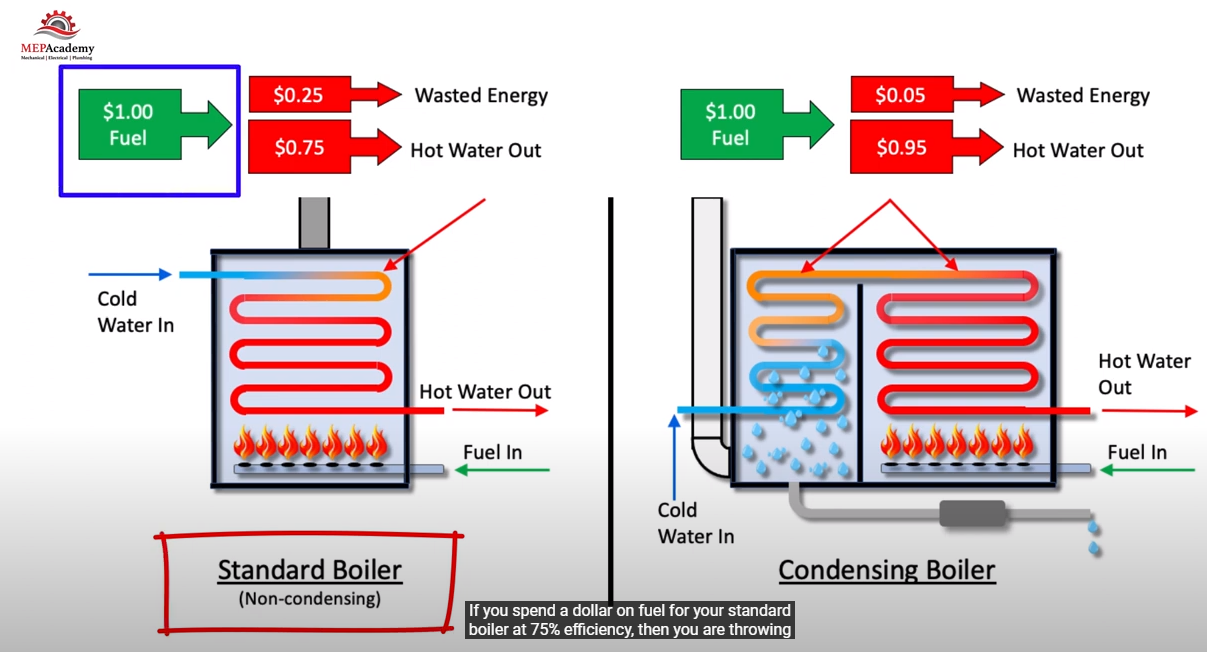 MEPAcademy
Mechanical | Electrical | Plumbing
$1.00
Fuel
$0.25
Wasted Energy
$0.75
Hot Water Out
$1.00
Fuel
$0.05
Wasted Energy
$0.95
Hot Water Out
Cold
Water In
Hot Water Out
Fuel In
Hot Water
Out
Fuel In
Cold
Water In
Standard Boiler
(Non-condensing)
Condensing Boiler
If you spend a dollar on fuel for your standard
boiler at 75% efficiency, then you are throwing